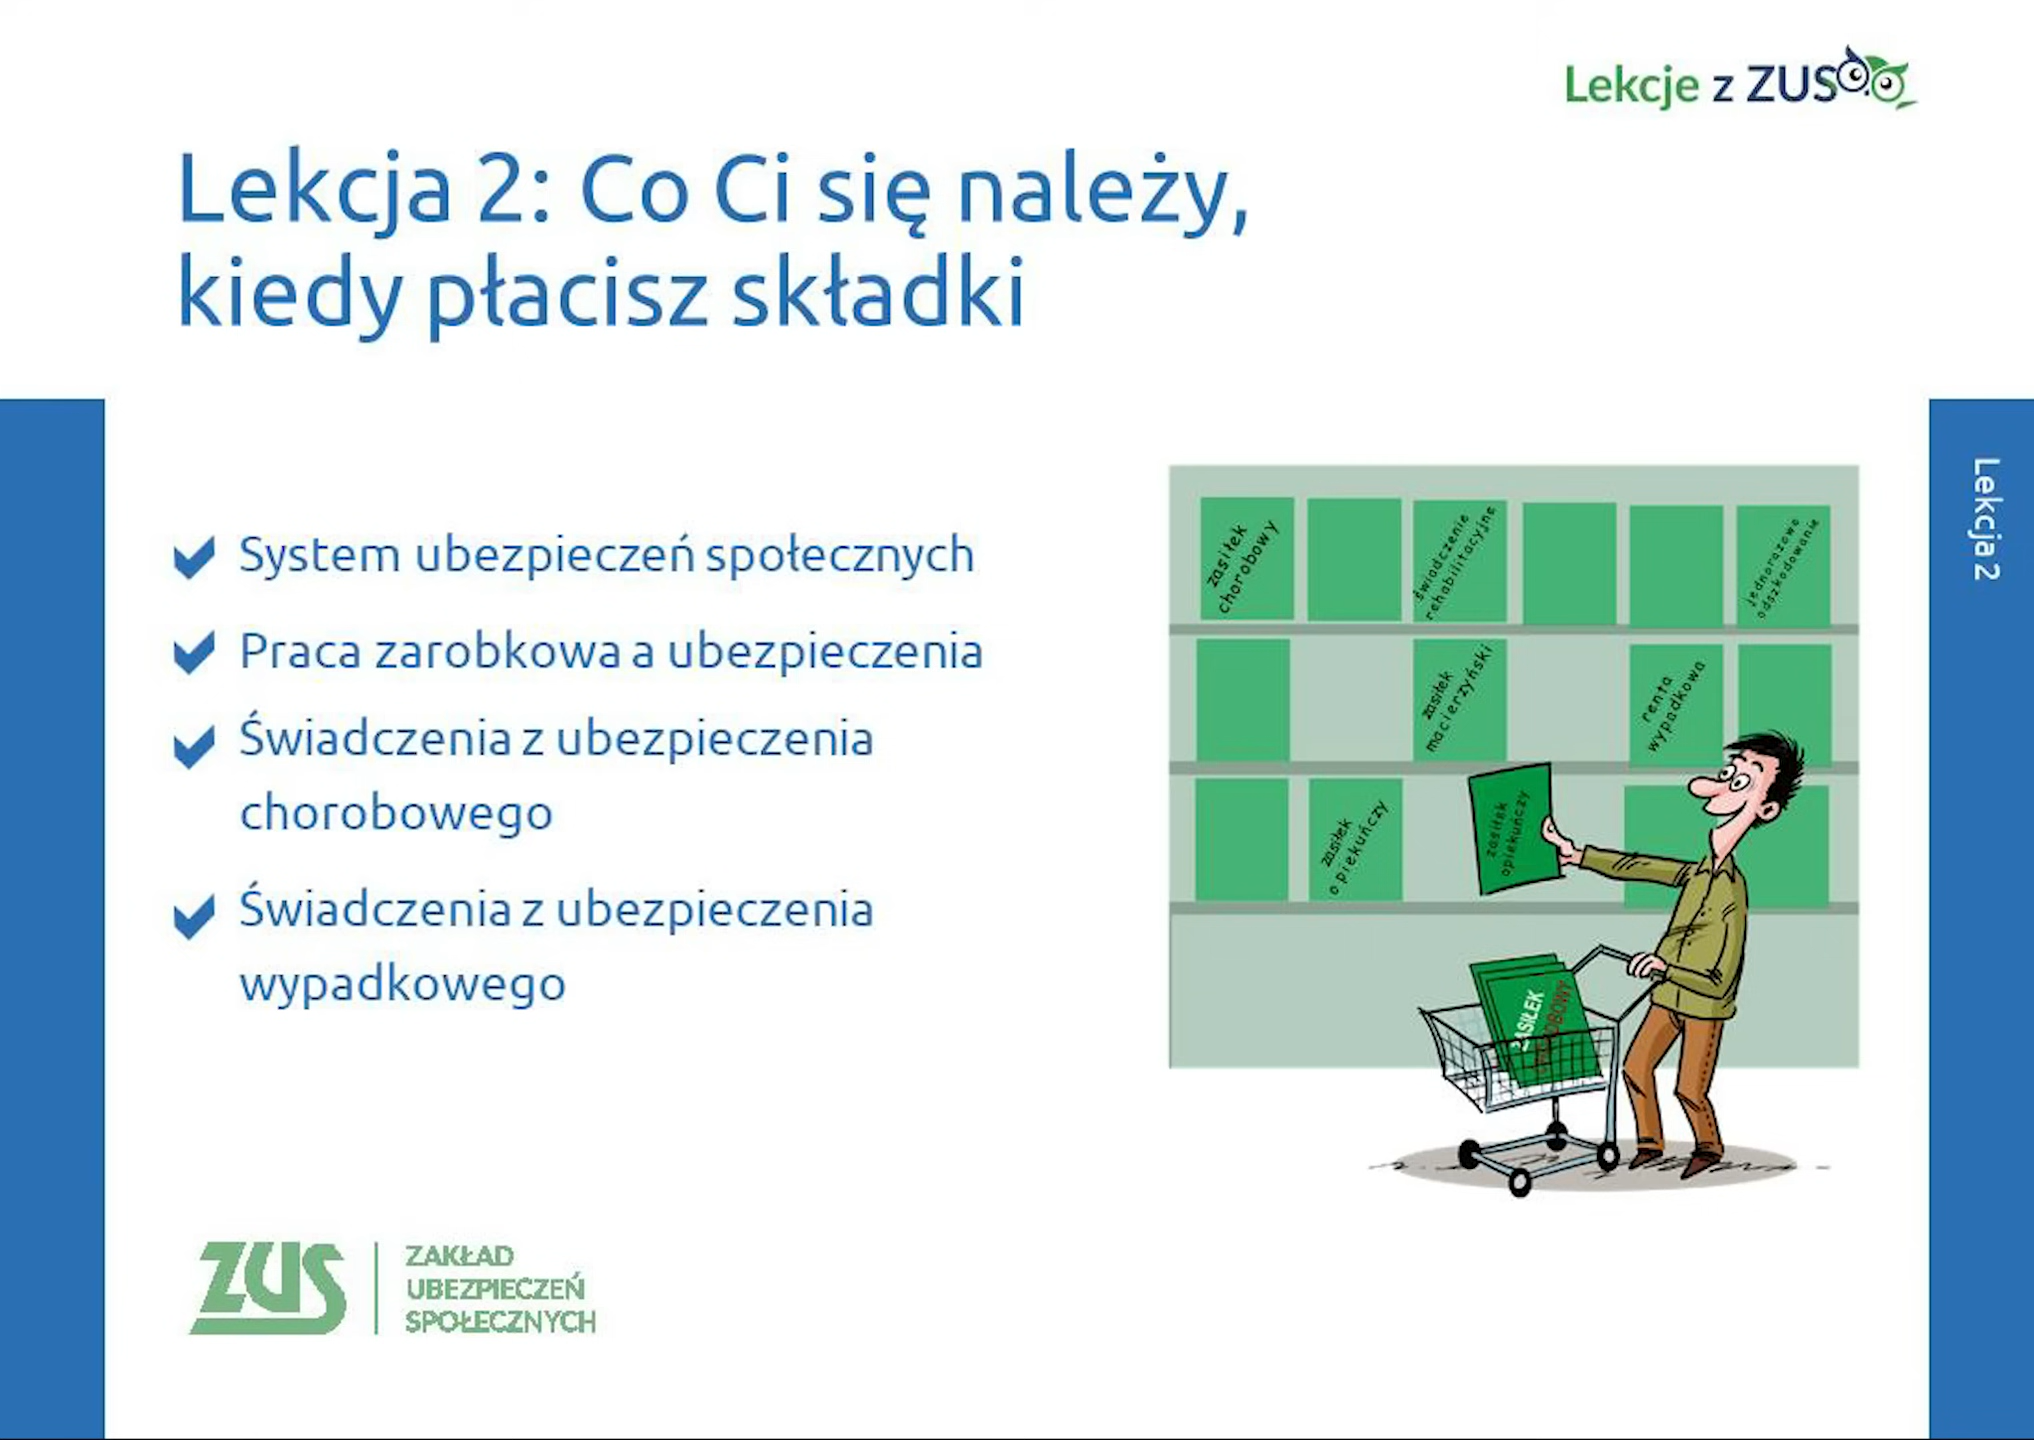 Lekcje z ZUS
Lekcja 2: Co Ci się należy,
kiedy płacisz składki
System ubezpieczeń społecznych
Praca zarobkowa a ubezpieczenia
Świadczenia z ubezpieczenia
chorobowego
Świadczenia z ubezpieczenia
wypadkowego
zasiłek
chorobowy
świadczenie
rehabilitacyjne
jednorazowe
odszkodowanie
zasiłek
macierzyński
renta
wypadkowa
zasiłek
opiekuńczy
zasiłek
opiekuńczy
ZASIŁEK
Lekcja 2
ZUS
ZAKŁAD
UBEZPIECZEŃ
SPOŁECZNYCH